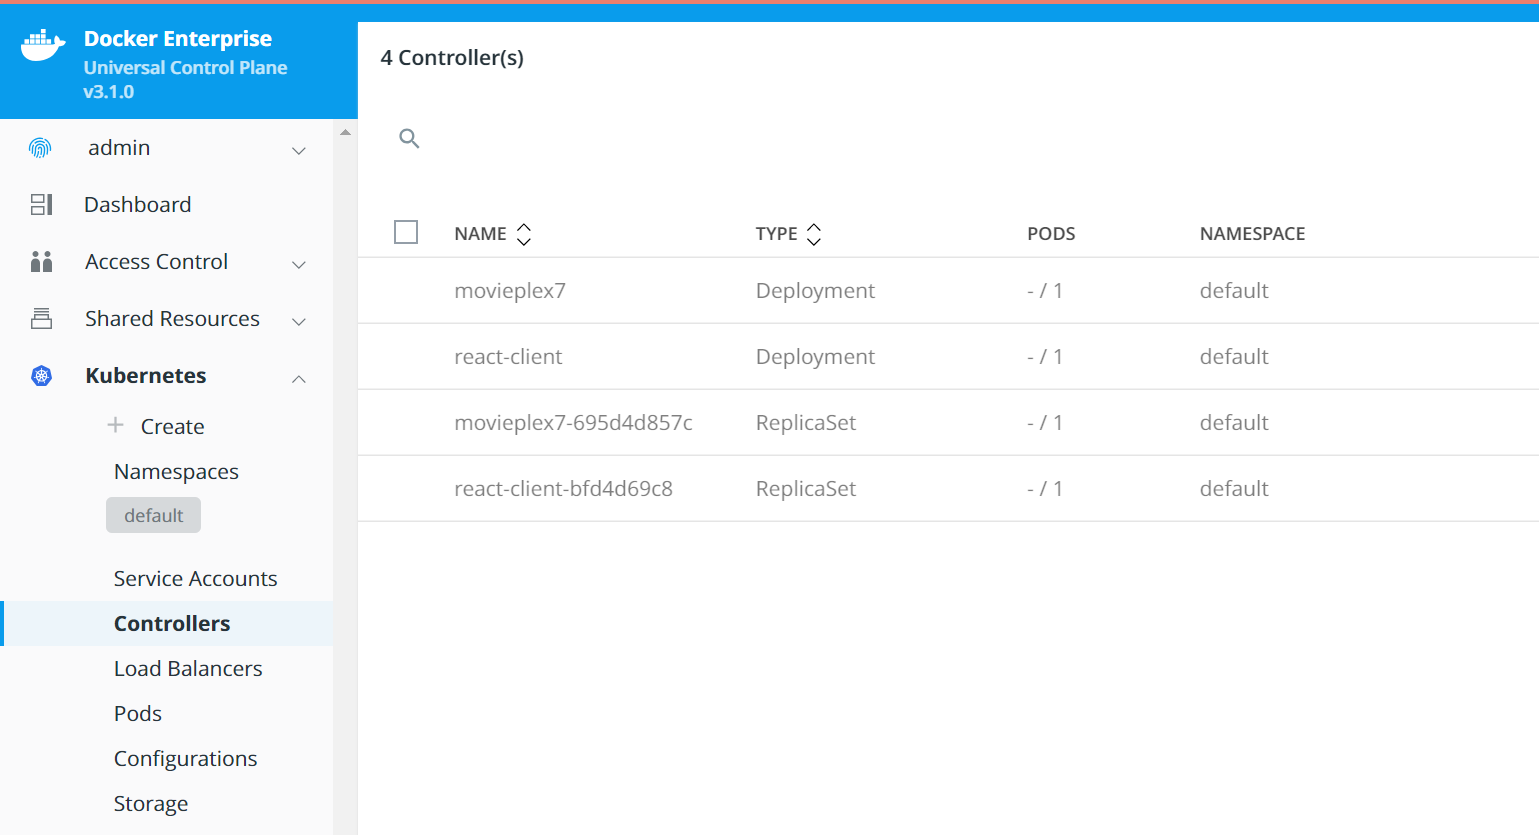 Docker Enterprise
Universal Control Plane
v3.1.0
admin
Dashboard
Access Control
Shared Resources
Kubernetes
Create
Namespaces
default
Service Accounts
Controllers
Load Balancers
Pods
Configurations
Storage
4 Controller(s)
NAME TYPE PODS NAMESPACE
movieplex7 Deployment - / 1 default
react-client Deployment - / 1 default
movieplex7-695d4d857c ReplicaSet - / 1 default
react-client-bfd4d69c8 ReplicaSet - / 1 default